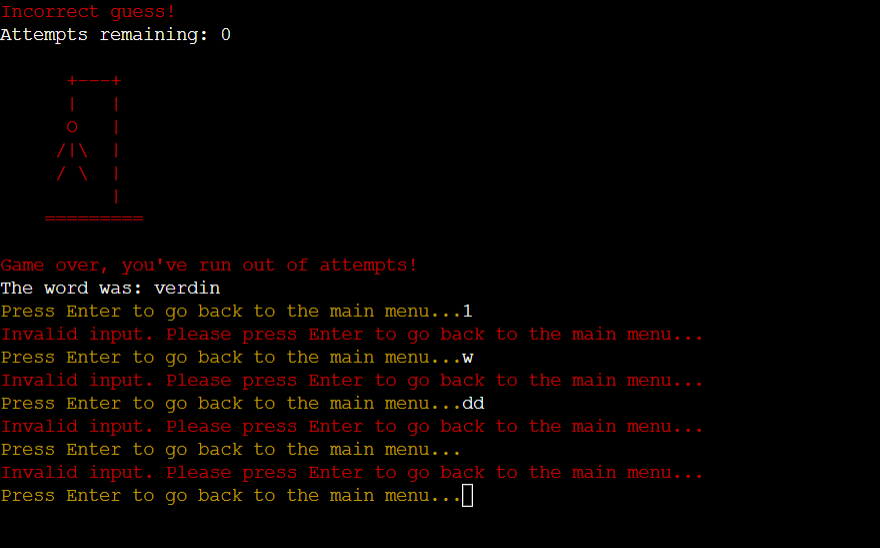 Incorrect guess!
Attempts remaining: 0
      +---+
      |   |
      O   |
     /|\  |
     / \  |
          |
    =========
Game over, you've run out of attempts!
The word was: verdin
Press Enter to go back to the main menu...1
Invalid input. Please press Enter to go back to the main menu...
Press Enter to go back to the main menu...w
Invalid input. Please press Enter to go back to the main menu...
Press Enter to go back to the main menu...dd
Invalid input. Please press Enter to go back to the main menu...
Press Enter to go back to the main menu...
Invalid input. Please press Enter to go back to the main menu...
Press Enter to go back to the main menu...